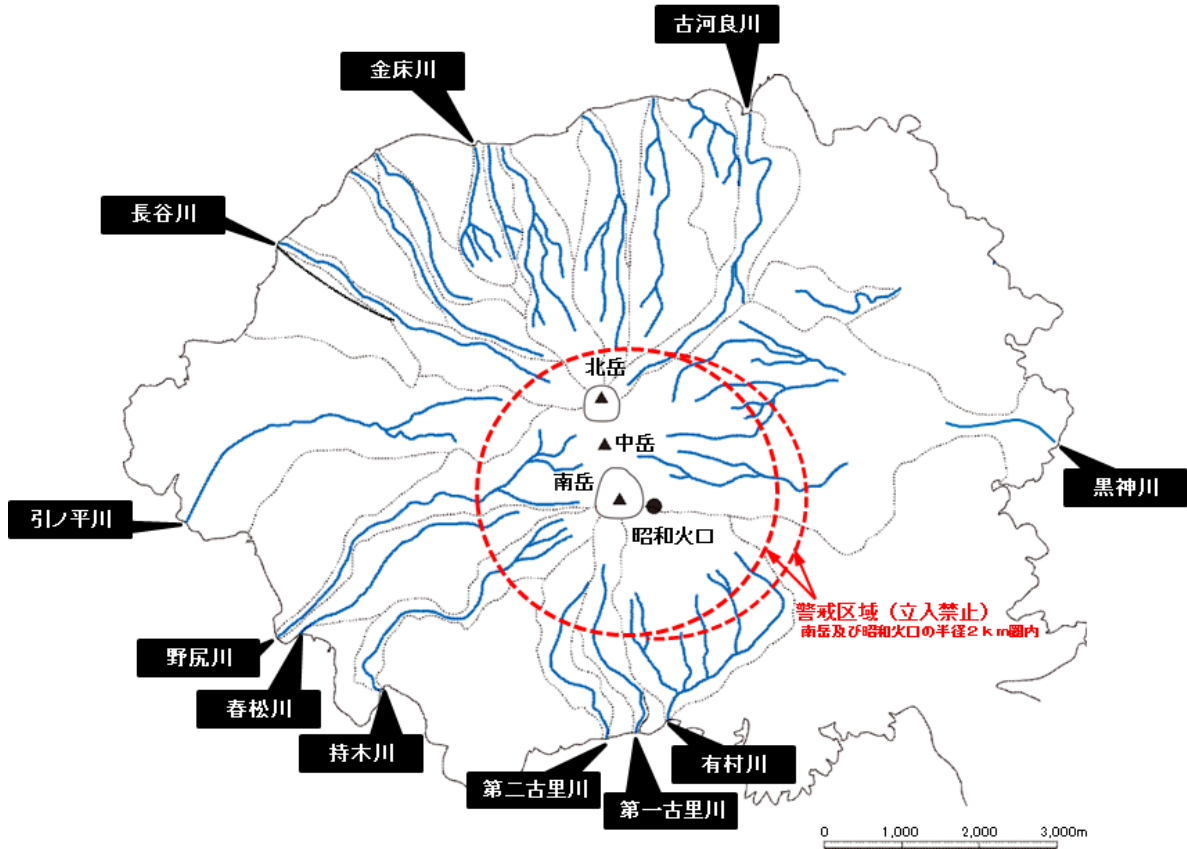 古河良川
金床川
長谷川
北岳
中岳
南岳
昭和火口
黒神川
引ノ平川
警戒区域（立入禁止）
南岳及び昭和火口の半径２ｋｍ圏内
野尻川
春松川
持木川
有村川
第二古里川
第一古里川
0 1,000 2,000 3,000m